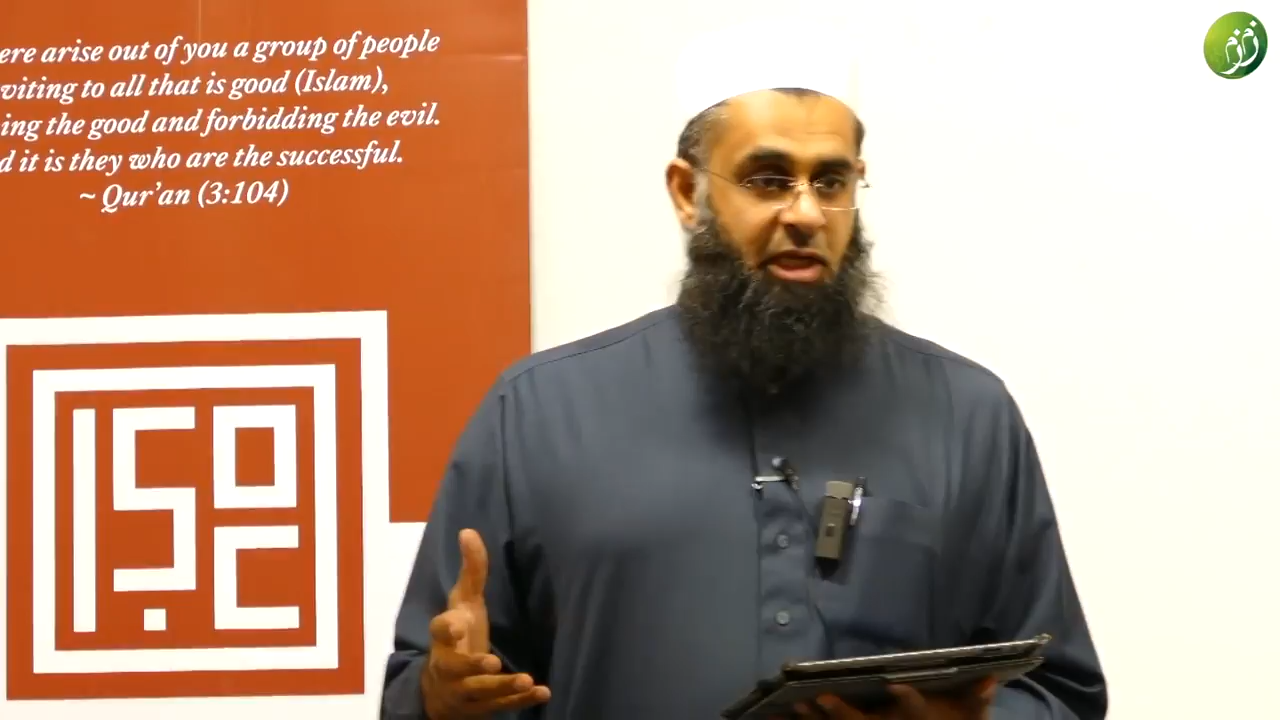 ere arise out of you a group of people
viting to all that is good (Islam),
ing the good and forbidding the evil.
d it is they who are the successful.
~ Qur'an (3:104)
زمزم